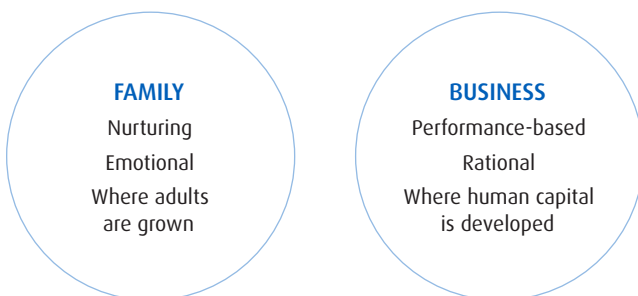 FAMILY
Nurturing
Emotional
Where adults
are grown
BUSINESS
Performance-based
Rational
Where human capital
is developed